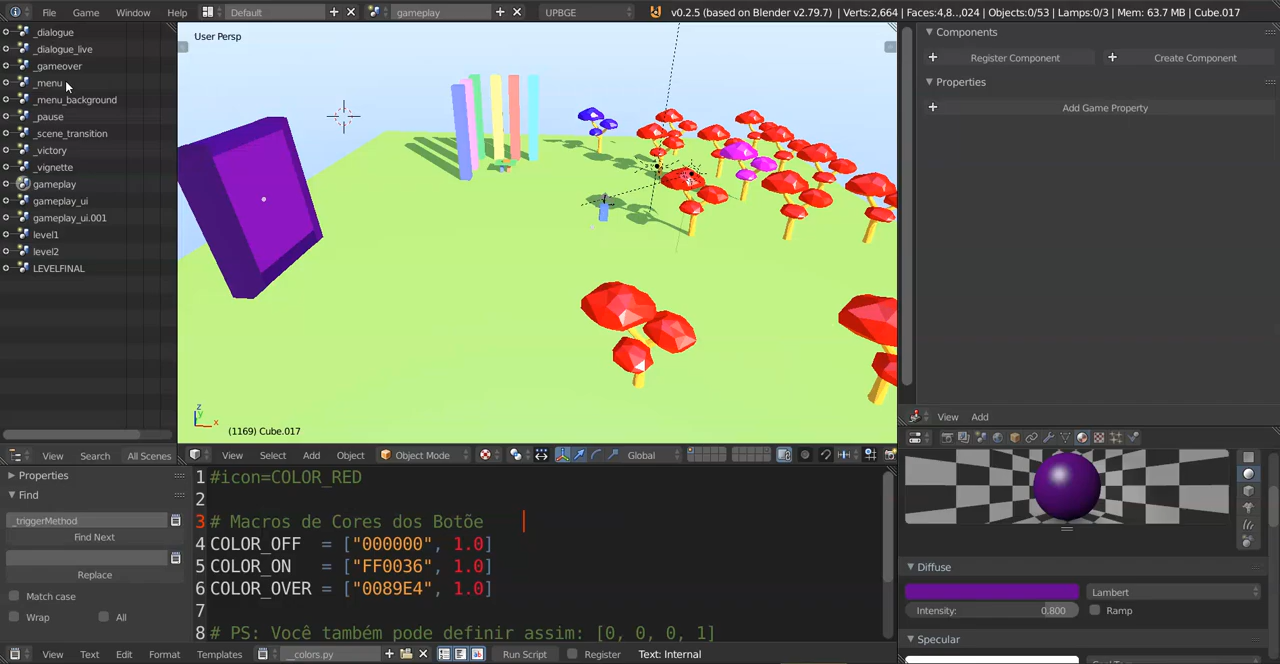 File Game Window Help Default gameplay UPBGE v0.2.5 (based on Blender v2.79.7) | Verts:2,664 | Faces:4,8..,024 | Objects:0/53 | Lamps:0/3 | Mem: 63.7 MB | Cube.017
_dialogue
_dialogue_live
_gameover
_menu
_menu_background
_pause
_scene_transition
_victory
_vignette
gameplay
gameplay_ui
gameplay_ui.001
level1
level2
LEVELFINAL
View Search All Scenes
User Persp
z
y
x
(1169) Cube.017
View Select Add Object Object Mode Global
Components
Register Component Create Component
Properties
Add Game Property
View Add
Diffuse
Lambert
Intensity: 0.800 Ramp
Specular
Properties
Find
_triggerMethod
Find Next
Replace
Match case
Wrap All
1 #icon=COLOR_RED
2
3 # Macros de Cores dos Botõe
4 COLOR_OFF = ["000000", 1.0]
5 COLOR_ON = ["FF0036", 1.0]
6 COLOR_OVER = ["0089E4", 1.0]
7
8 # PS: Você também pode definir assim: [0, 0, 0, 1]
View Text Edit Format Templates __colors.py Run Script Register Text: Internal